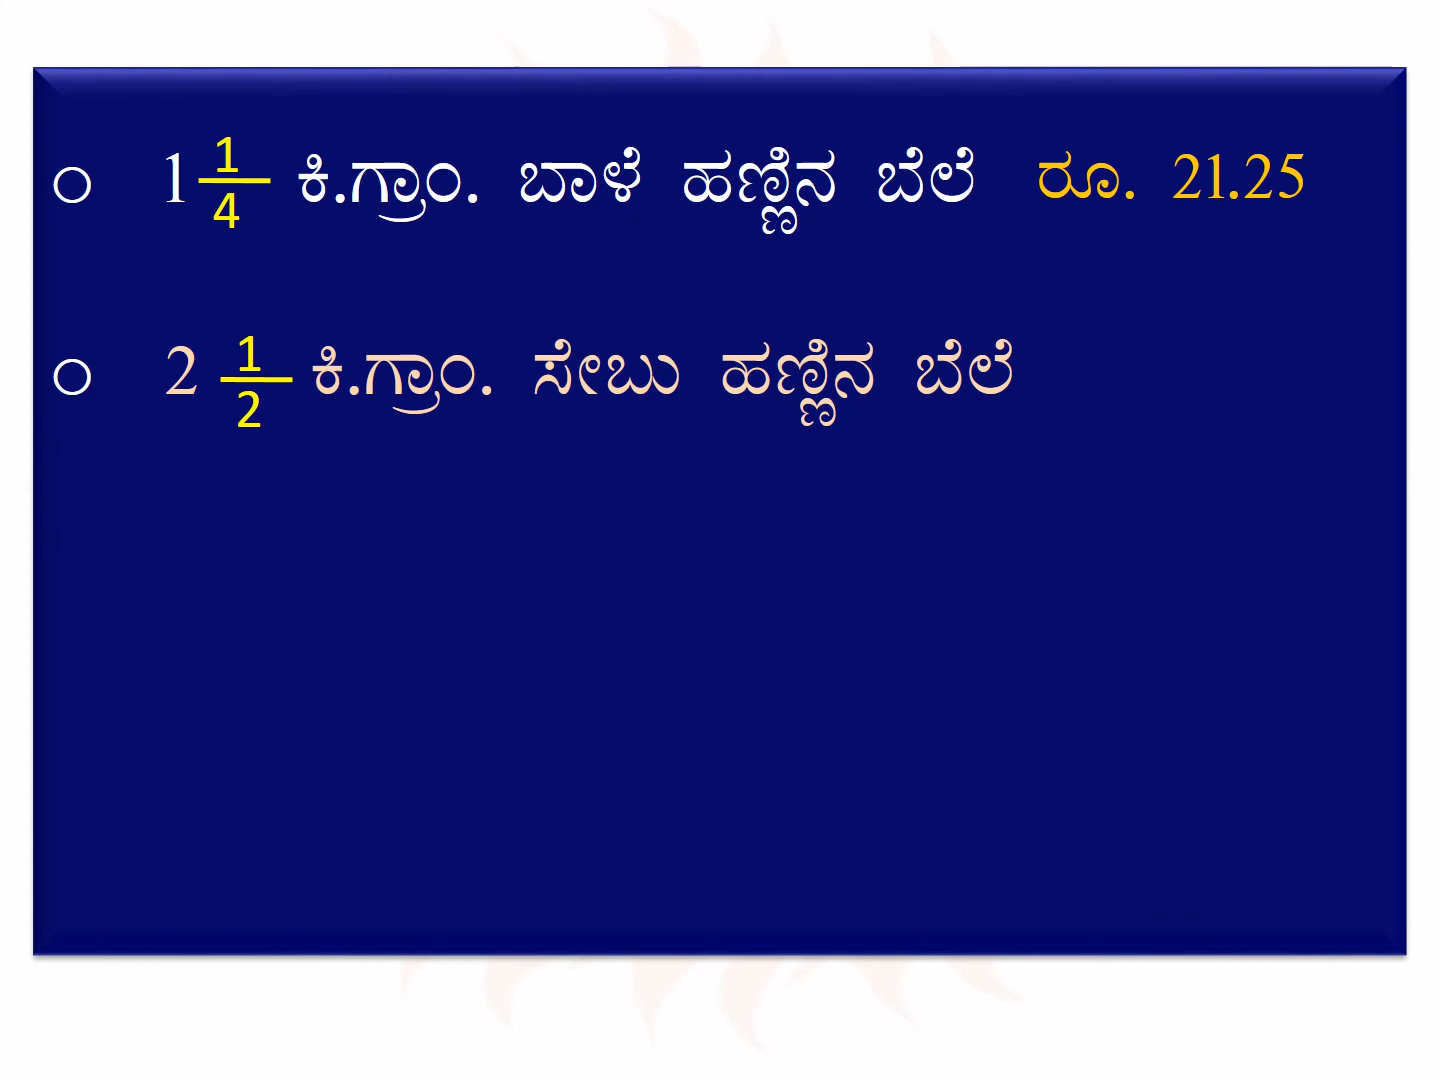 1 1/4 ಕಿ.ಗ್ರಾಂ. ಬಾಳೆ ಹಣ್ಣಿನ ಬೆಲೆ ರೂ. 21.25
2 1/2 ಕಿ.ಗ್ರಾಂ. ಸೇಬು ಹಣ್ಣಿನ ಬೆಲೆ